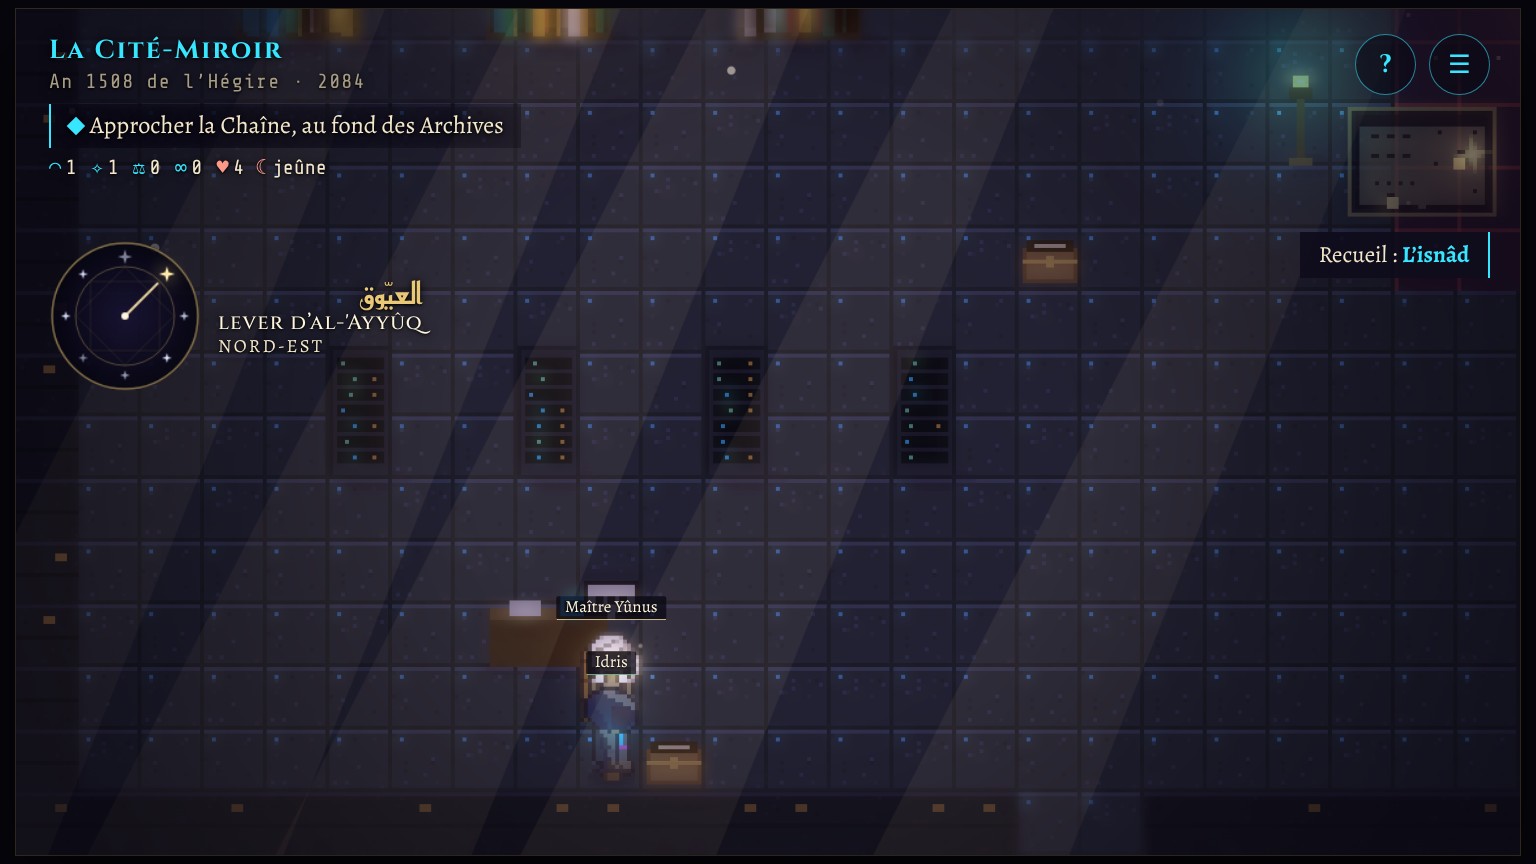 La Cité-Miroir
An 1508 de l'Hégire · 2084
◆ Approcher la Chaîne, au fond des Archives
◠1 ✧1 ⚖0 ∞0 ♥4 ☾jeûne
?
☰
Recueil : L'isnâd
العيّوق
LEVER D'AL-'AYYÛQ
NORD-EST
Maître Yûnus
Idris